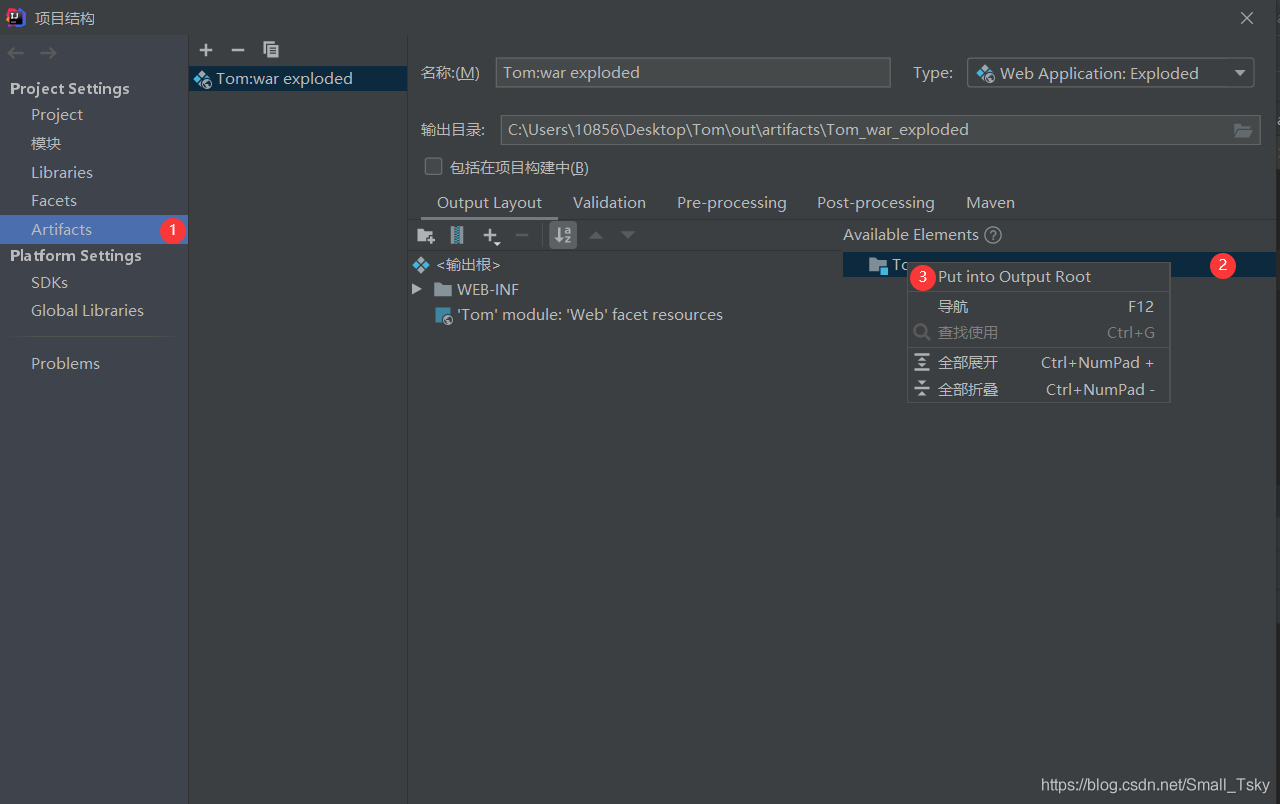 项目结构
Project Settings
Project
模块
Libraries
Facets
Artifacts 1
Platform Settings
SDKs
Global Libraries
Problems
Tom:war exploded
名称:(M) Tom:war exploded Type: Web Application: Exploded
输出目录: C:\Users\10856\Desktop\Tom\out\artifacts\Tom_war_exploded
包括在项目构建中(B)
Output Layout Validation Pre-processing Post-processing Maven
Available Elements ?
<输出根>
WEB-INF
'Tom' module: 'Web' facet resources
2
3 Put into Output Root
导航 F12
查找使用 Ctrl+G
全部展开 Ctrl+NumPad +
全部折叠 Ctrl+NumPad -
https://blog.csdn.net/Small_Tsky